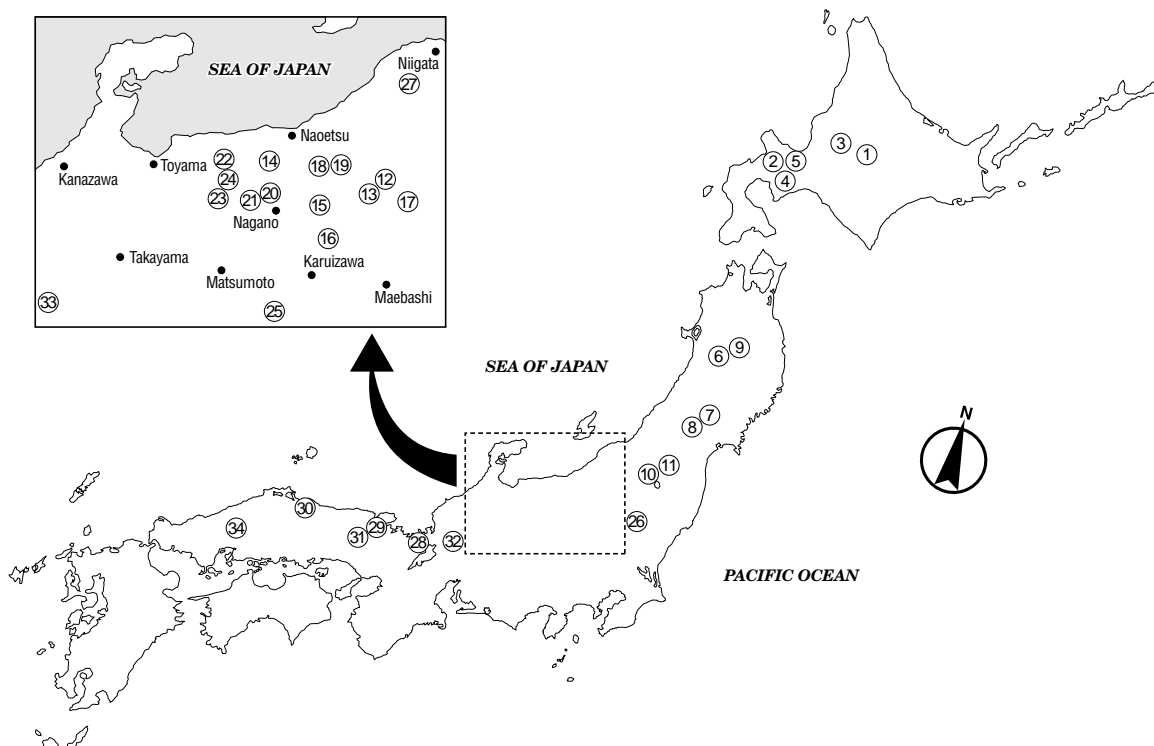 SEA OF JAPAN
Niigata
27
Naoetsu
Toyama
Kanazawa
22
14
18
19
24
12
23
21
20
13
15
17
Nagano
16
Takayama
Matsumoto
Karuizawa
Maebashi
33
25
3
1
2
5
4
6
9
SEA OF JAPAN
7
8
N
10
11
30
26
34
29
31
28
32
PACIFIC OCEAN